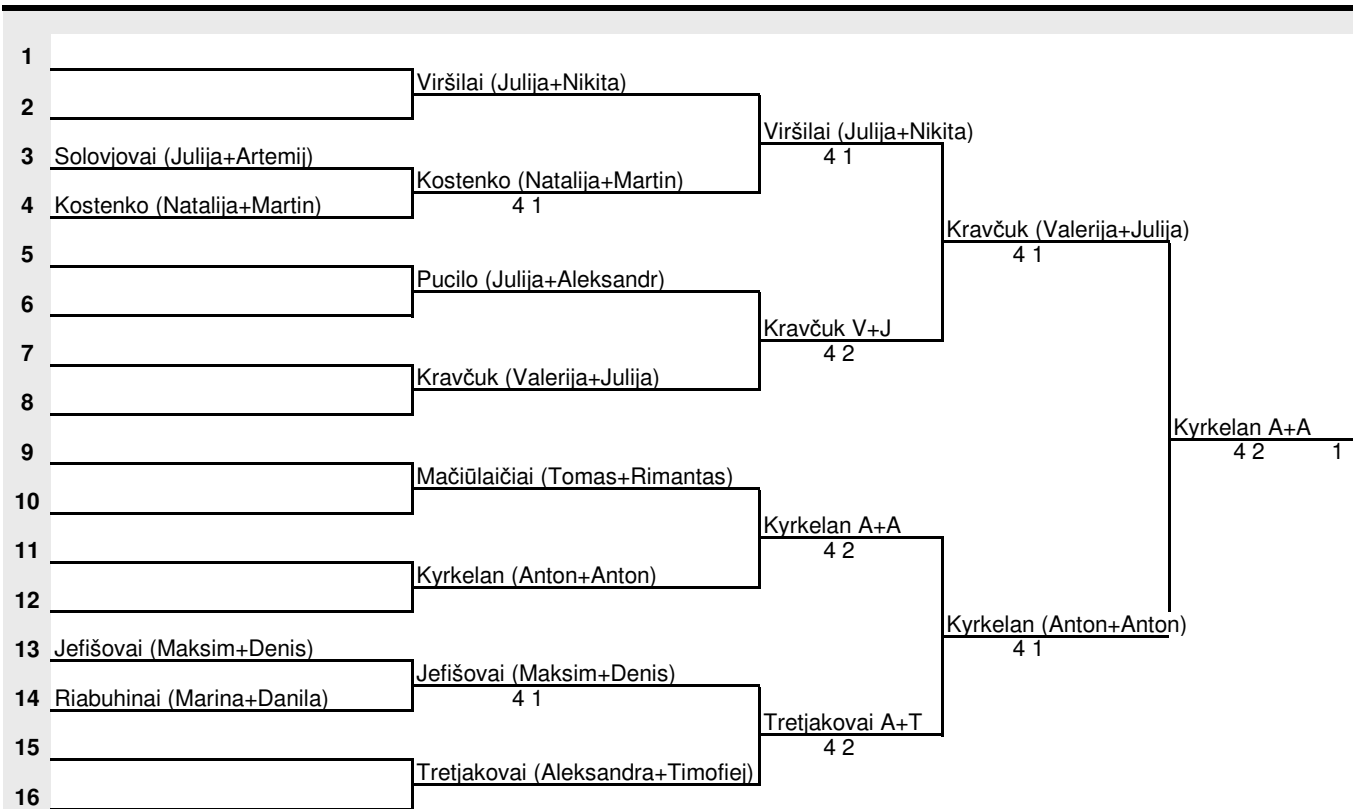 1
Viršilai (Julija+Nikita)
2
Viršilai (Julija+Nikita)
3 Solovjovai (Julija+Artemij)
4 1
Kostenko (Natalija+Martin)
4 Kostenko (Natalija+Martin)
4 1
Kravčuk (Valerija+Julija)
5
4 1
Pucilo (Julija+Aleksandr)
6
Kravčuk V+J
7
4 2
Kravčuk (Valerija+Julija)
8
Kyrkelan A+A
9
4 2 1
Mačiūlaičiai (Tomas+Rimantas)
10
Kyrkelan A+A
11
4 2
Kyrkelan (Anton+Anton)
12
Kyrkelan (Anton+Anton)
13 Jefišovai (Maksim+Denis)
4 1
Jefišovai (Maksim+Denis)
14 Riabuhinai (Marina+Danila)
4 1
Tretjakovai A+T
15
4 2
Tretjakovai (Aleksandra+Timofiej)
16